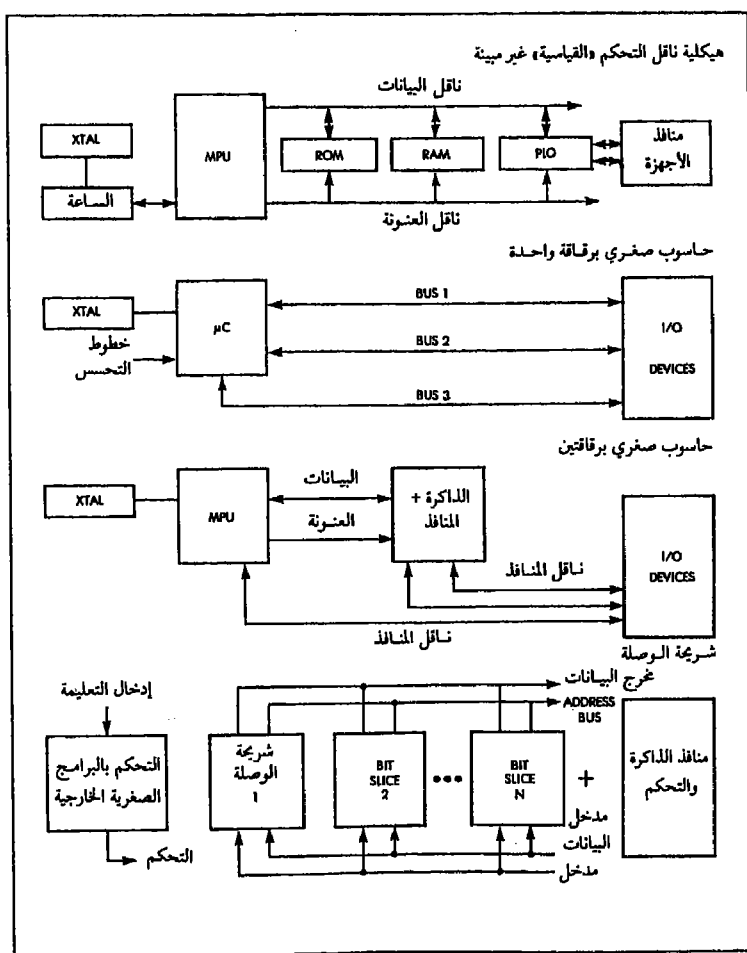 هيكلية ناقل التحكم «القياسية» غير مبينة
ناقل البيانات
XTAL
MPU
ROM
RAM
PIO
منافذ
الأجهزة
الساعة
ناقل العنونة
حاسوب صغري برقاقة واحدة
XTAL
µC
BUS 1
I/O
DEVICES
خطوط
التحسس
BUS 2
BUS 3
حاسوب صغري برقاقتين
XTAL
MPU
البيانات
العنونة
الذاكرة +
المنافذ
I/O
DEVICES
ناقل المنافذ
ناقل المنافذ
شريحة الوصلة
مخرج البيانات
ADDRESS
BUS
إدخال التعليمة
التحكم بالبرامج
الصغرية الخارجية
التحكم
شريحة
الوصلة
1
BIT
SLICE
2
•••
BIT
SLICE
N
+
منافذ الذاكرة
والتحكم
مدخل
البيانات
مدخل